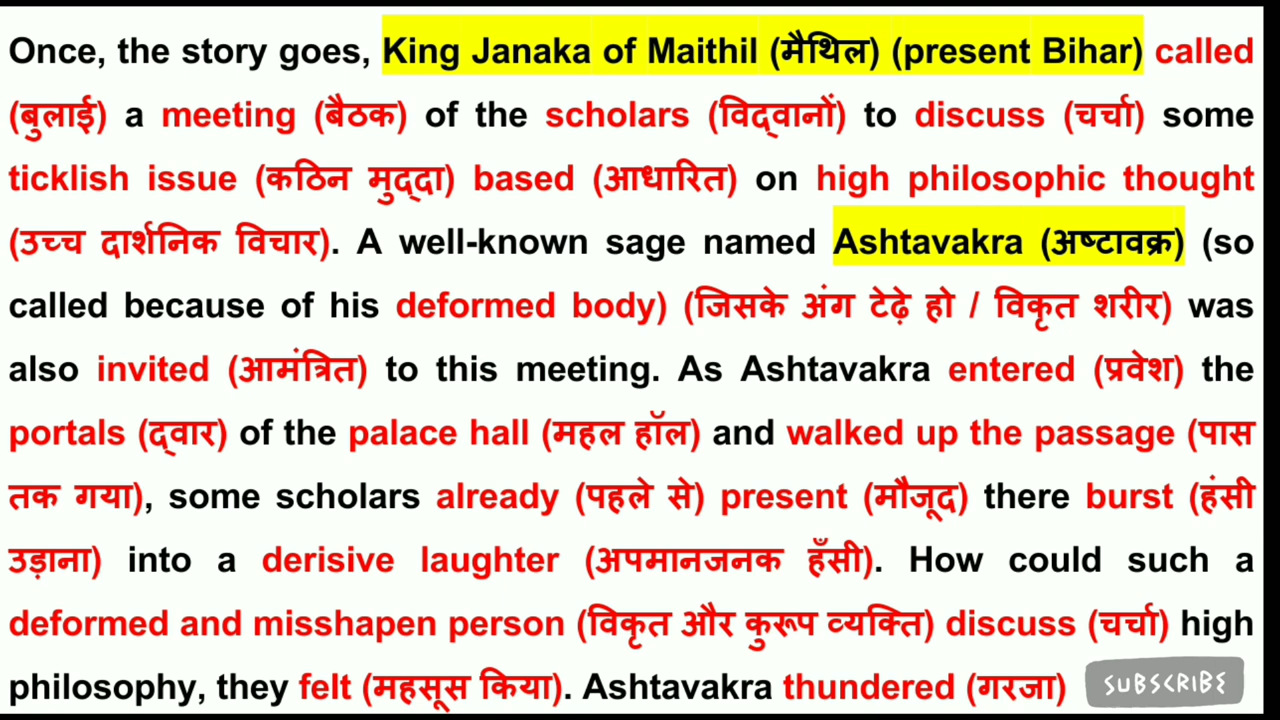 Once, the story goes, King Janaka of Maithil (मैथिल) (present Bihar) called
(बुलाई) a meeting (बैठक) of the scholars (विद्वानों) to discuss (चर्चा) some
ticklish issue (कठिन मुद्दा) based (आधारित) on high philosophic thought
(उच्च दार्शनिक विचार). A well-known sage named Ashtavakra (अष्टावक्र) (so
called because of his deformed body) (जिसके अंग टेढ़े हो / विकृत शरीर) was
also invited (आमंत्रित) to this meeting. As Ashtavakra entered (प्रवेश) the
portals (द्वार) of the palace hall (महल हॉल) and walked up the passage (पास
तक गया), some scholars already (पहले से) present (मौजूद) there burst (हंसी
उड़ाना) into a derisive laughter (अपमानजनक हँसी). How could such a
deformed and misshapen person (विकृत और कुरूप व्यक्ति) discuss (चर्चा) high
philosophy, they felt (महसूस किया). Ashtavakra thundered (गरजा)
SUBSCRIBE